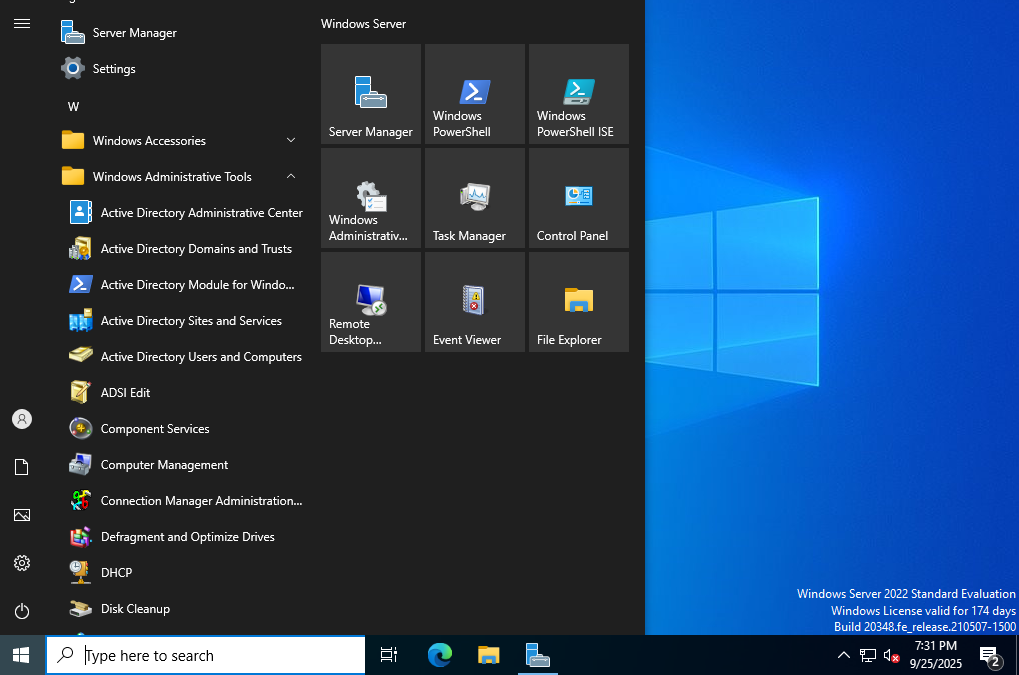 Server Manager
Settings
W
Windows Accessories
Windows Administrative Tools
Active Directory Administrative Center
Active Directory Domains and Trusts
Active Directory Module for Windo...
Active Directory Sites and Services
Active Directory Users and Computers
ADSI Edit
Component Services
Computer Management
Connection Manager Administration...
Defragment and Optimize Drives
DHCP
Disk Cleanup
Windows Server
Server Manager
Windows
PowerShell
Windows
PowerShell ISE
Windows
Administrativ...
Task Manager
Control Panel
Remote
Desktop...
Event Viewer
File Explorer
Windows Server 2022 Standard Evaluation
Windows License valid for 174 days
Build 20348.fe_release.210507-1500
Type here to search
7:31 PM
9/25/2025
2